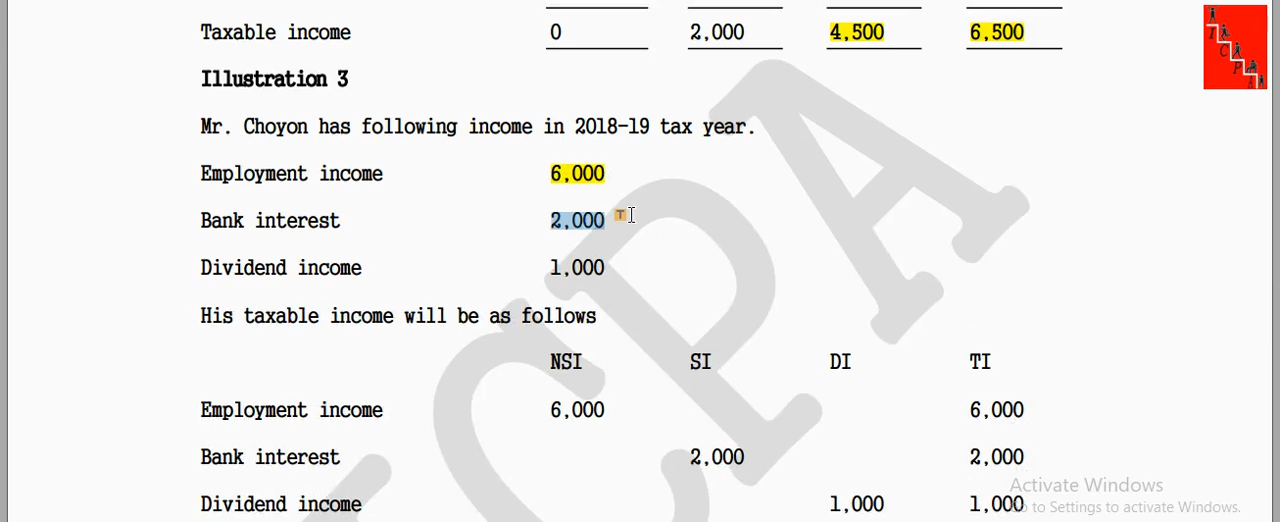 Taxable income 0 2,000 4,500 6,500
Illustration 3
Mr. Choyon has following income in 2018-19 tax year.
Employment income 6,000
Bank interest 2,000 T
Dividend income 1,000
His taxable income will be as follows
NSI SI DI TI
Employment income 6,000 6,000
Bank interest 2,000 2,000
Dividend income 1,000 1,000
Activate Windows
Go to Settings to activate Windows.
I
C
P
A
ICPA